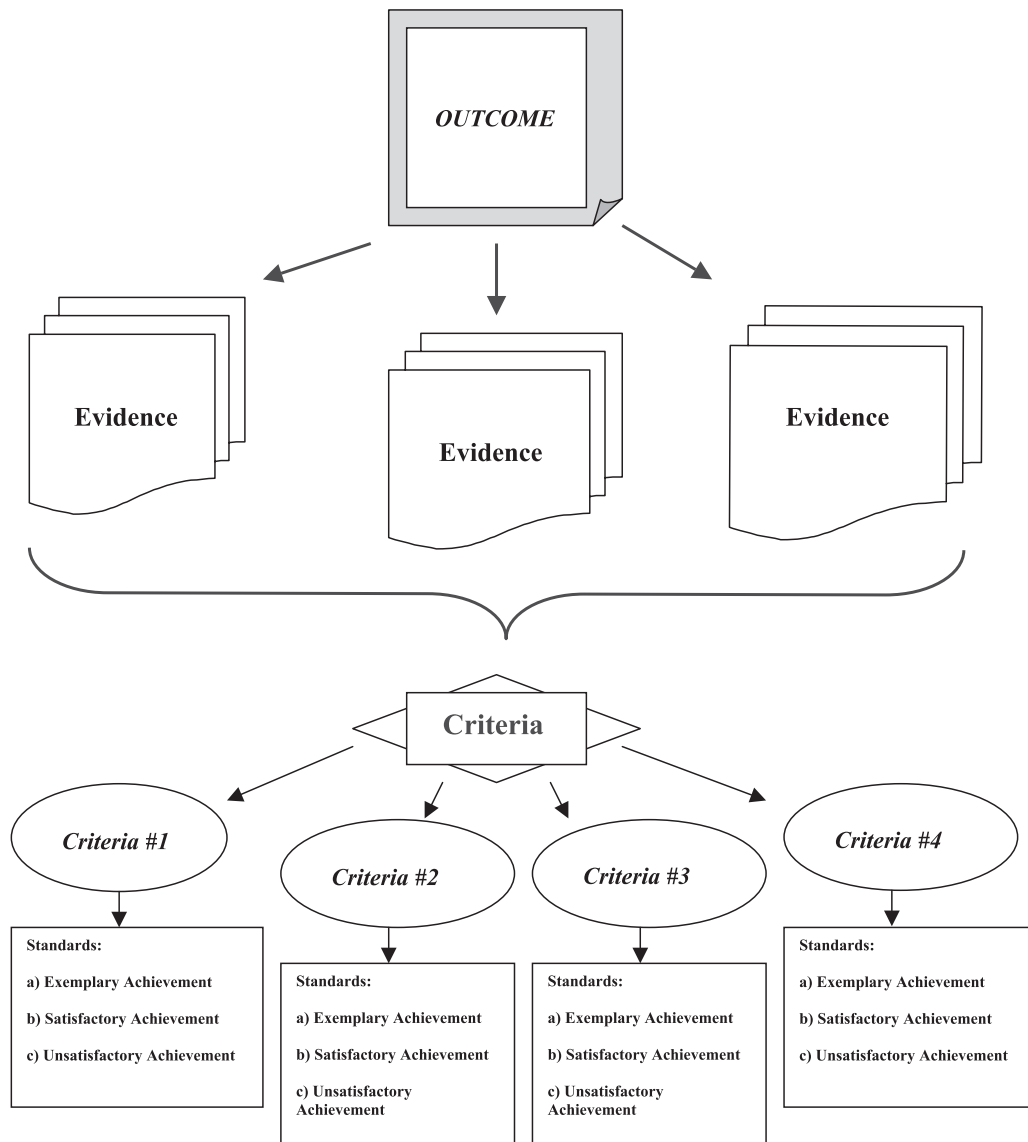 OUTCOME
Evidence
Evidence
Evidence
Criteria
Criteria #1
Criteria #2
Criteria #3
Criteria #4
Standards:
a) Exemplary Achievement
b) Satisfactory Achievement
c) Unsatisfactory Achievement
Standards:
a) Exemplary Achievement
b) Satisfactory Achievement
c) Unsatisfactory
Achievement
Standards:
a) Exemplary Achievement
b) Satisfactory Achievement
c) Unsatisfactory
Achievement
Standards:
a) Exemplary Achievement
b) Satisfactory Achievement
c) Unsatisfactory Achievement